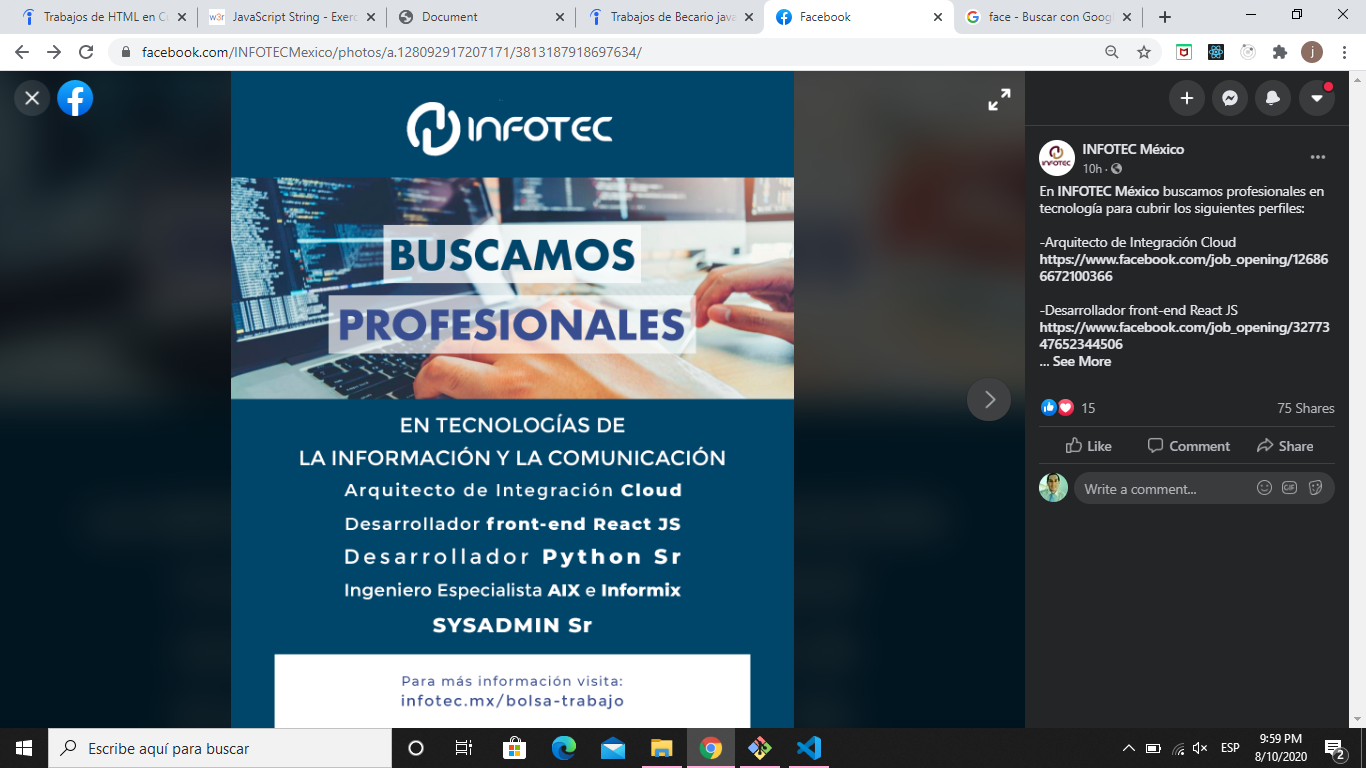 Trabajos de HTML en C
JavaScript String - Exerc
Document
Trabajos de Becario java
Facebook
face - Buscar con Goog
facebook.com/INFOTECMexico/photos/a.128092917207171/3813187918697634/
INFOTEC
BUSCAMOS
PROFESIONALES
EN TECNOLOGÍAS DE
LA INFORMACIÓN Y LA COMUNICACIÓN
Arquitecto de Integración Cloud
Desarrollador front-end React JS
Desarrollador Python Sr
Ingeniero Especialista AIX e Informix
SYSADMIN Sr
Para más información visita:
infotec.mx/bolsa-trabajo
INFOTEC México
10h ·
En INFOTEC México buscamos profesionales en
tecnología para cubrir los siguientes perfiles:
-Arquitecto de Integración Cloud
https://www.facebook.com/job_opening/126866
6672100366
-Desarrollador front-end React JS
https://www.facebook.com/job_opening/32773
47652344506
... See More
15
75 Shares
Like
Comment
Share
Write a comment...
Escribe aquí para buscar
ESP
9:59 PM
8/10/2020
2